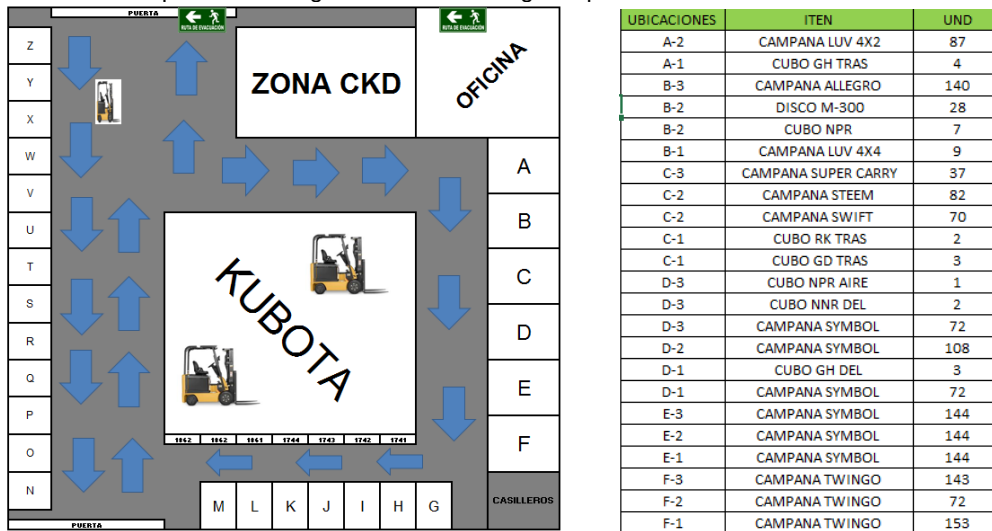 PUERTA
RUTA DE EVACUACIÓN
RUTA DE EVACUACIÓN
Z
Y
X
W
V
U
T
S
R
Q
P
O
N
ZONA CKD
OFICINA
A
B
C
D
E
F
KUBOTA
1862 1862 1861 1744 1743 1742 1741
M L K J I H G
CASILLEROS
PUERTA
UBICACIONES ITEN UND
A-2 CAMPANA LUV 4X2 87
A-1 CUBO GH TRAS 4
B-3 CAMPANA ALLEGRO 140
B-2 DISCO M-300 28
B-2 CUBO NPR 7
B-1 CAMPANA LUV 4X4 9
C-3 CAMPANA SUPER CARRY 37
C-2 CAMPANA STEEM 82
C-2 CAMPANA SWIFT 70
C-1 CUBO RK TRAS 2
C-1 CUBO GD TRAS 3
D-3 CUBO NPR AIRE 1
D-3 CUBO NNR DEL 2
D-3 CAMPANA SYMBOL 72
D-2 CAMPANA SYMBOL 108
D-1 CUBO GH DEL 3
D-1 CAMPANA SYMBOL 72
E-3 CAMPANA SYMBOL 144
E-2 CAMPANA SYMBOL 144
E-1 CAMPANA SYMBOL 144
F-3 CAMPANA TWINGO 143
F-2 CAMPANA TWINGO 72
F-1 CAMPANA TWINGO 153